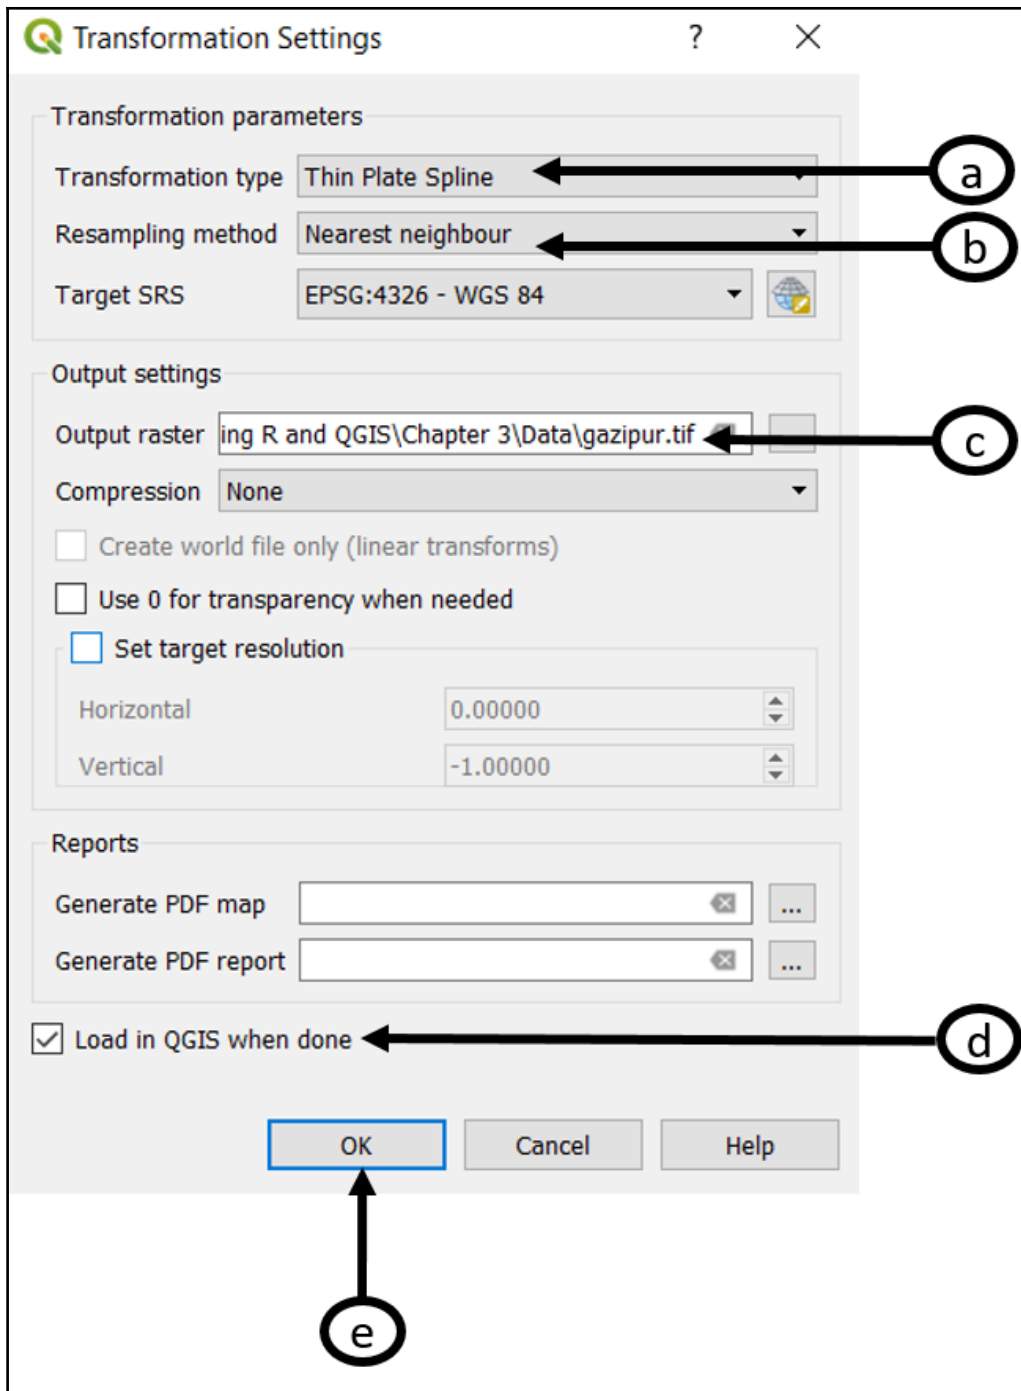 Transformation Settings ? ×
Transformation parameters
Transformation type Thin Plate Spline a
Resampling method Nearest neighbour b
Target SRS EPSG:4326 - WGS 84
Output settings
Output raster ing R and QGIS\Chapter 3\Data\gazipur.tif c
Compression None
Create world file only (linear transforms)
Use 0 for transparency when needed
Set target resolution
Horizontal 0.00000
Vertical -1.00000
Reports
Generate PDF map ...
Generate PDF report ...
Load in QGIS when done d
OK Cancel Help
e